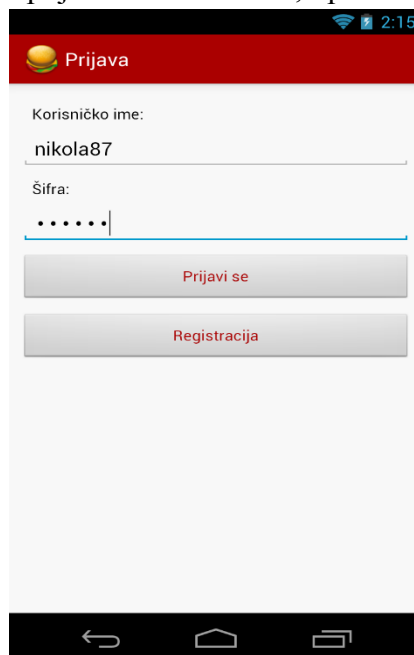 2:15
Prijava
Korisničko ime:
nikola87
Šifra:
••••••
Prijavi se
Registracija